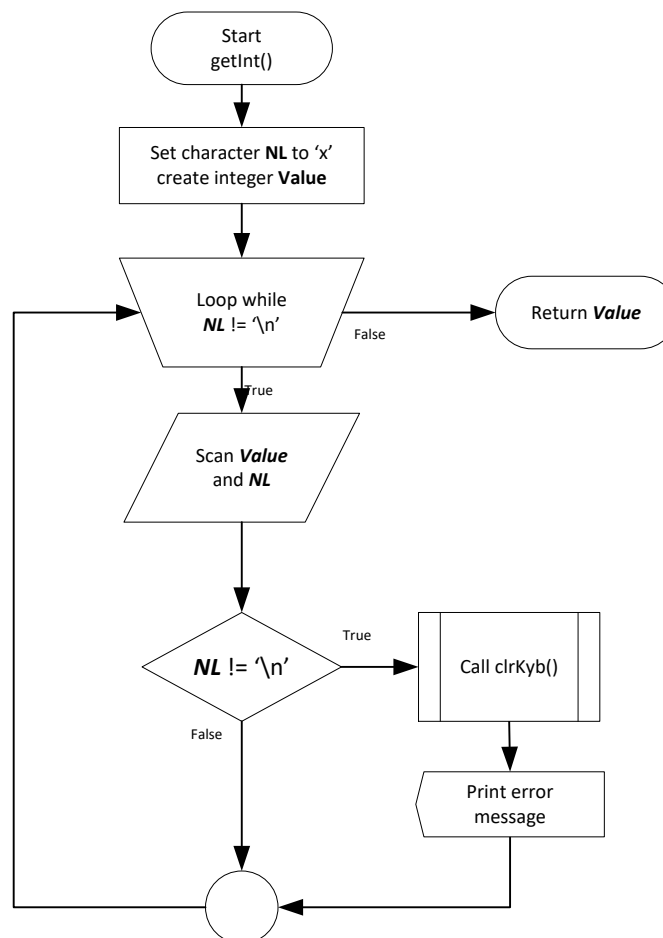 Start
getInt()
Set character NL to ‘x’
create integer Value
Loop while
NL != ‘\n’
False
Return Value
True
Scan Value
and NL
NL != ‘\n’
True
Call clrKyb()
False
Print error
message